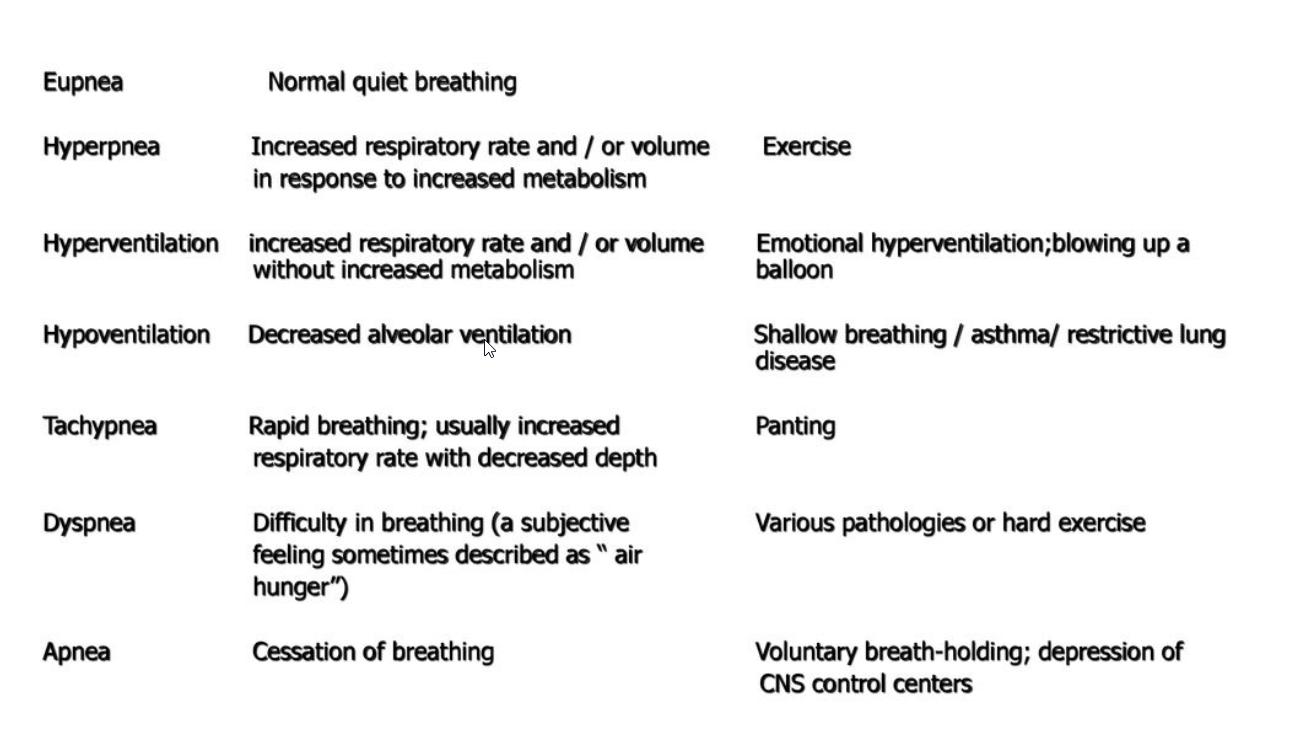 Eupnea Normal quiet breathing
Hyperpnea Increased respiratory rate and / or volume Exercise
in response to increased metabolism
Hyperventilation increased respiratory rate and / or volume Emotional hyperventilation;blowing up a
without increased metabolism balloon
Hypoventilation Decreased alveolar ventilation Shallow breathing / asthma/ restrictive lung
disease
Tachypnea Rapid breathing; usually increased Panting
respiratory rate with decreased depth
Dyspnea Difficulty in breathing (a subjective Various pathologies or hard exercise
feeling sometimes described as “ air
hunger”)
Apnea Cessation of breathing Voluntary breath-holding; depression of
CNS control centers